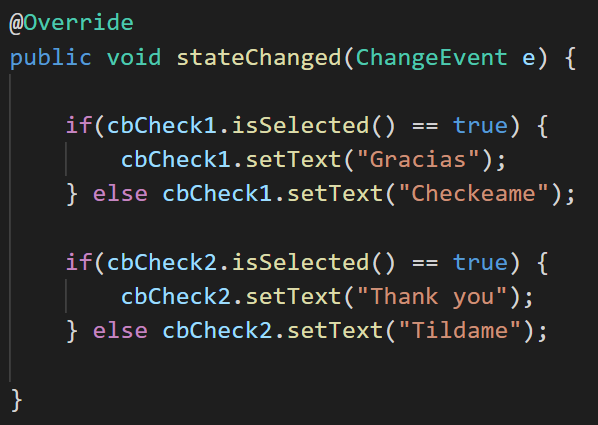 @Override
public void stateChanged(ChangeEvent e) {
if(cbCheck1.isSelected() == true) {
cbCheck1.setText("Gracias");
} else cbCheck1.setText("Checkeame");
if(cbCheck2.isSelected() == true) {
cbCheck2.setText("Thank you");
} else cbCheck2.setText("Tildame");
}